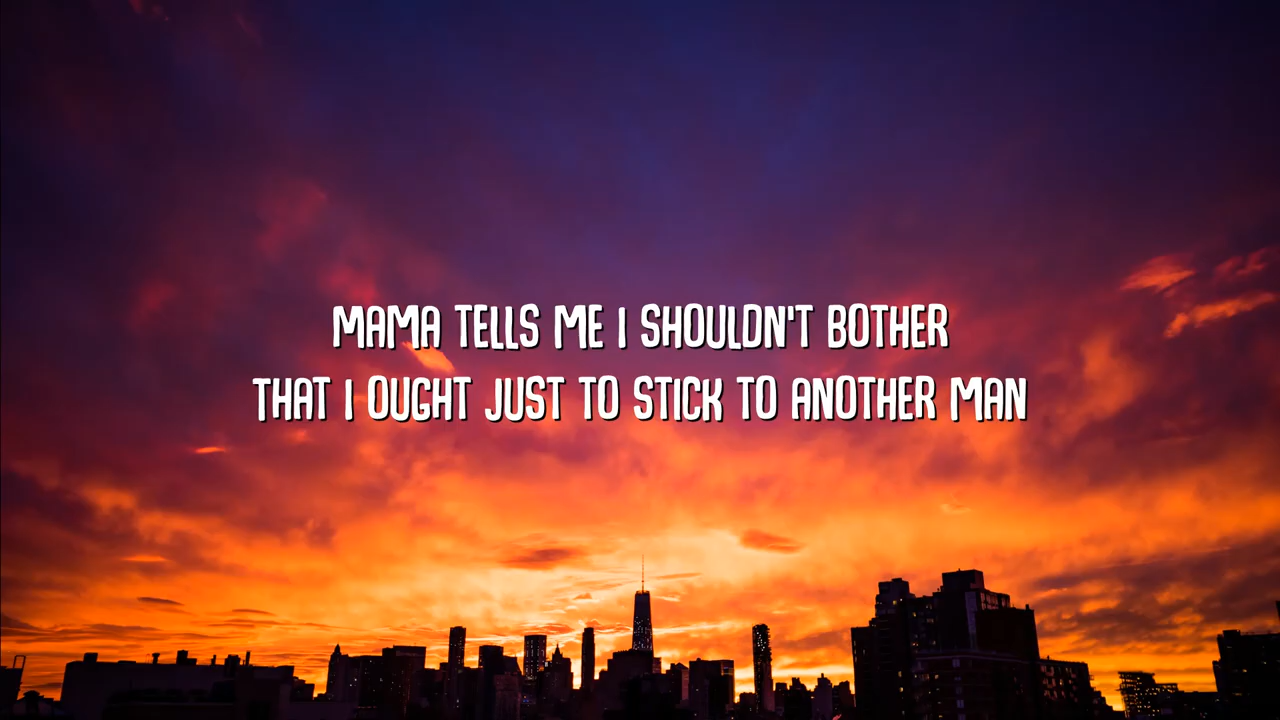 MAMA TELLS ME I SHOULDN'T BOTHER
THAT I OUGHT JUST TO STICK TO ANOTHER MAN